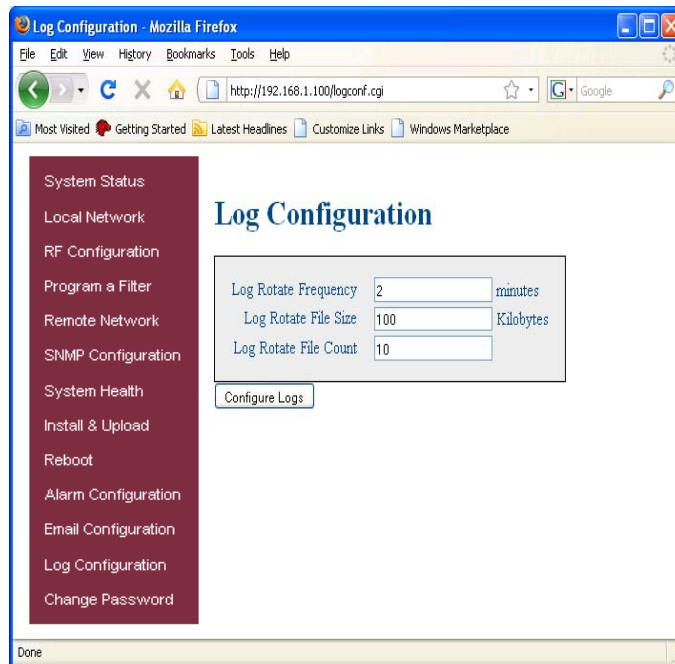 Log Configuration - Mozilla Firefox
File Edit View History Bookmarks Tools Help
http://192.168.1.100/logconf.cgi
G Google
Most Visited Getting Started Latest Headlines Customize Links Windows Marketplace
System Status
Local Network
RF Configuration
Program a Filter
Remote Network
SNMP Configuration
System Health
Install & Upload
Reboot
Alarm Configuration
Email Configuration
Log Configuration
Change Password
Log Configuration
Log Rotate Frequency 2 minutes
Log Rotate File Size 100 Kilobytes
Log Rotate File Count 10
Configure Logs
Done